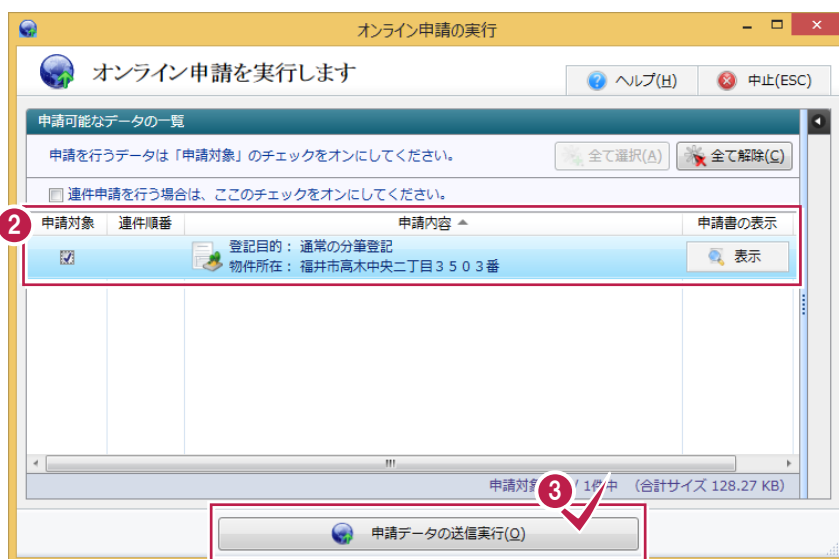 オンライン申請の実行
オンライン申請を実行します
ヘルプ(H)
中止(ESC)
申請可能なデータの一覧
申請を行うデータは「申請対象」のチェックをオンにしてください。
全て選択(A)
全て解除(C)
連件申請を行う場合は、ここのチェックをオンにしてください。
2
申請対象 連件順番 申請内容 申請書の表示
登記目的： 通常の分筆登記
物件所在： 福井市高木中央二丁目３５０３番
表示
申請対 / 1件中 （合計サイズ 128.27 KB)
3
申請データの送信実行(O)